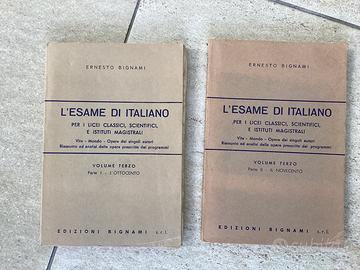 ERNESTO BIGNAMI
L'ESAME DI ITALIANO
PER I LICEI CLASSICI, SCIENTIFICI,
E ISTITUTI MAGISTRALI
Vita - Mondo - Opere dei singoli autori
Riassunto ed analisi delle opere prescritte dai programmi
VOLUME TERZO
Parte I - L'OTTOCENTO
EDIZIONI BIGNAMI s.r.l.
ERNESTO BIGNAMI
L'ESAME DI ITALIANO
PER I LICEI CLASSICI, SCIENTIFICI,
E ISTITUTI MAGISTRALI
Vita - Mondo - Opere dei singoli autori
Riassunto ed analisi delle opere prescritte dai programmi
VOLUME TERZO
Parte II - IL NOVECENTO
EDIZIONI BIGNAMI s.r.l.
subito